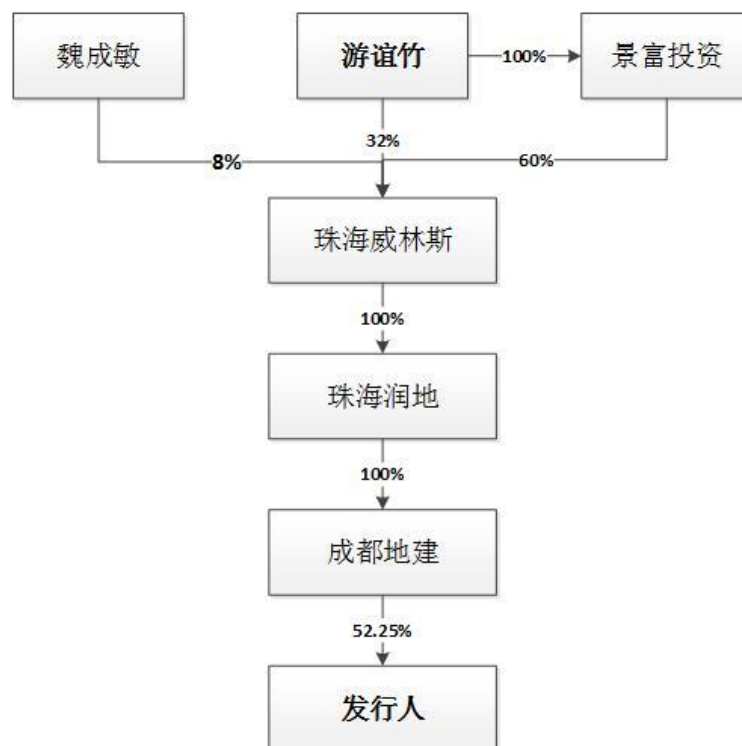 魏成敏
游谊竹
100%
景富投资
8%
32%
60%
珠海威林斯
100%
珠海润地
100%
成都地建
52.25%
发行人